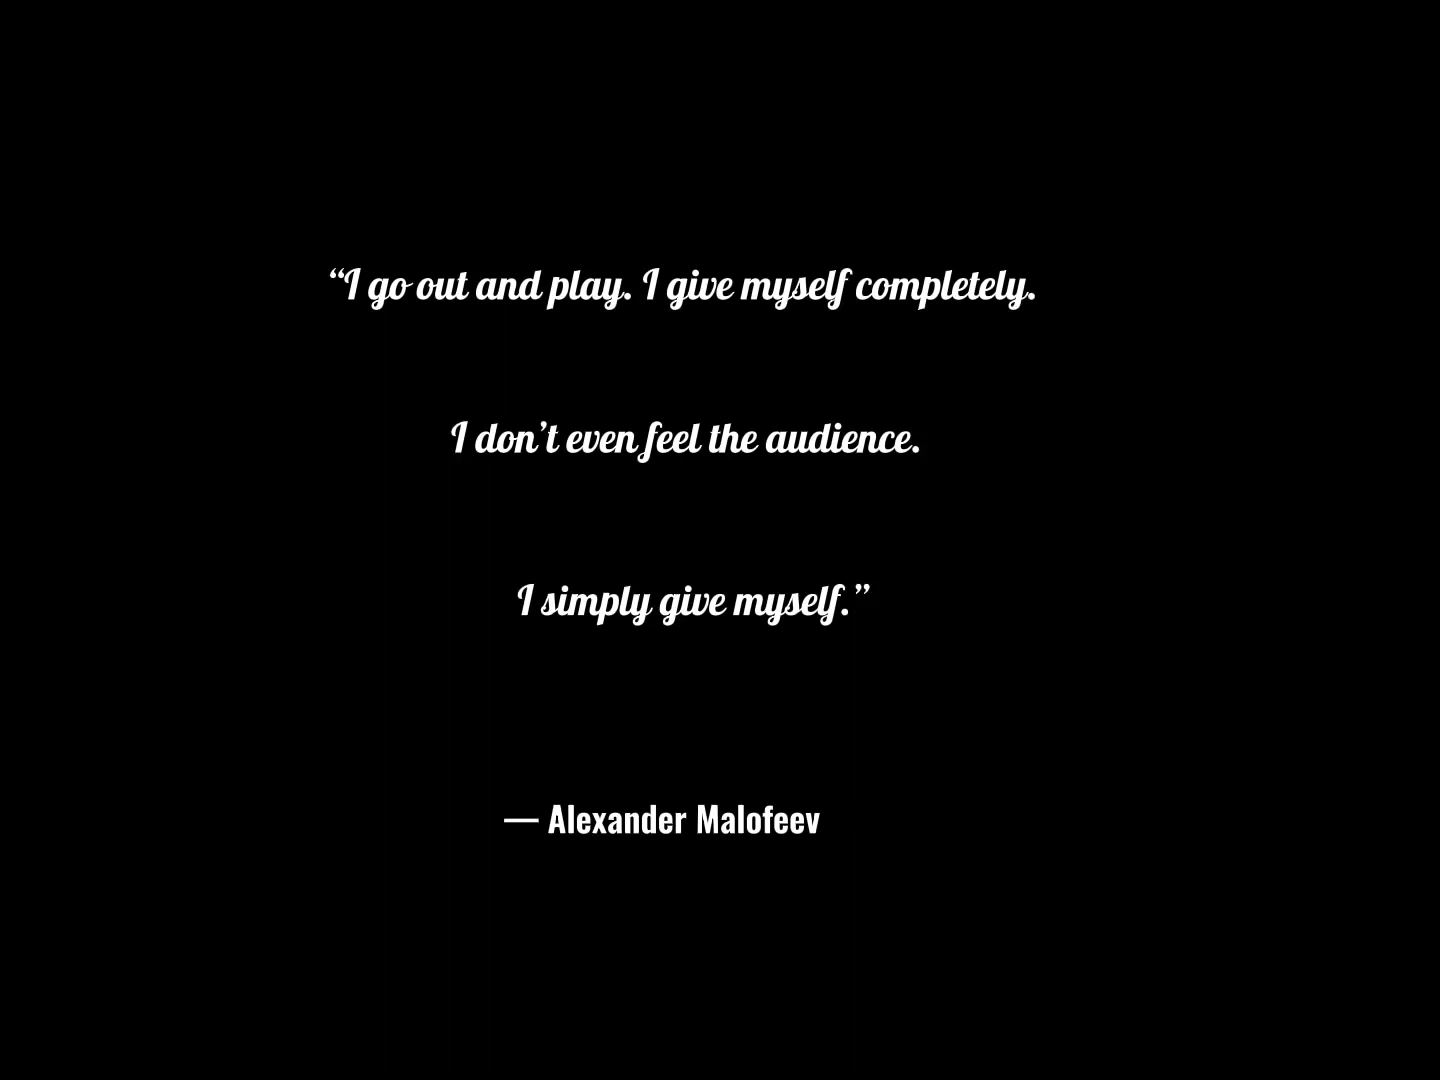 “I go out and play. I give myself completely.
I don’t even feel the audience.
I simply give myself.”
— Alexander Malofeev